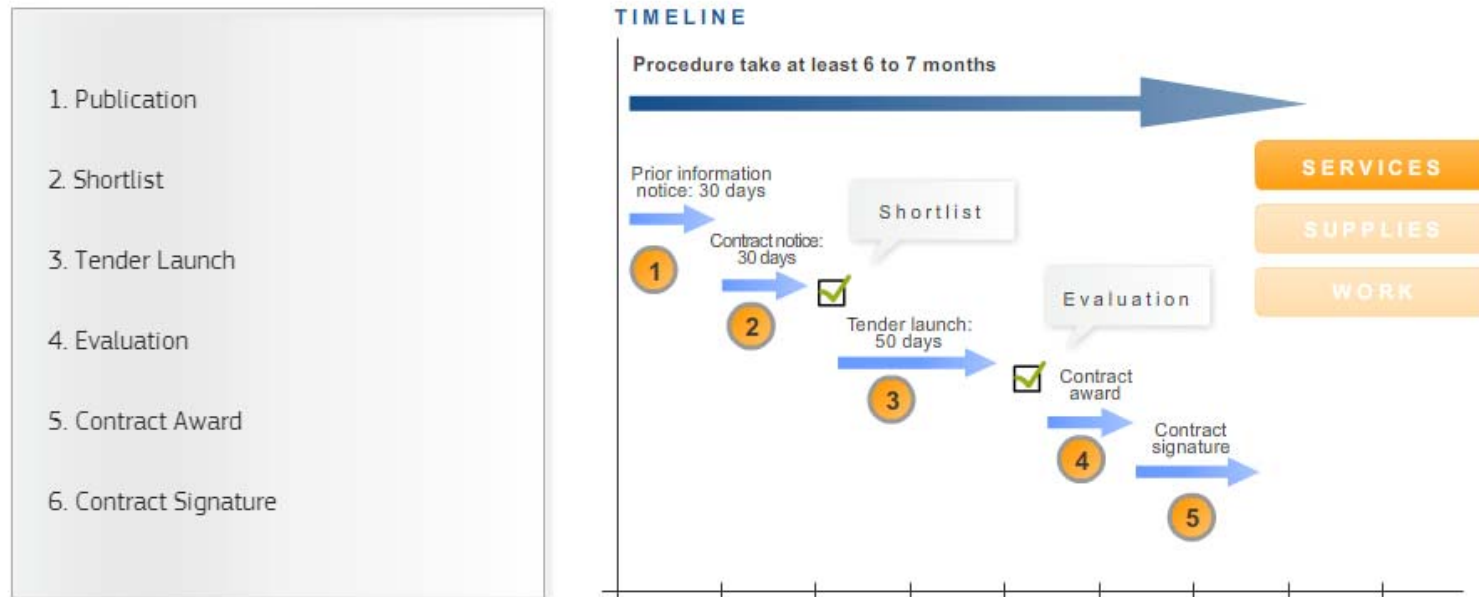 1. Publication
2. Shortlist
3. Tender Launch
4. Evaluation
5. Contract Award
6. Contract Signature
TIMELINE
Procedure take at least 6 to 7 months
SERVICES
SUPPLIES
WORK
Prior information
notice: 30 days
1
Shortlist
Contract notice:
30 days
2
Tender launch:
50 days
3
Evaluation
Contract
award
4
Contract
signature
5